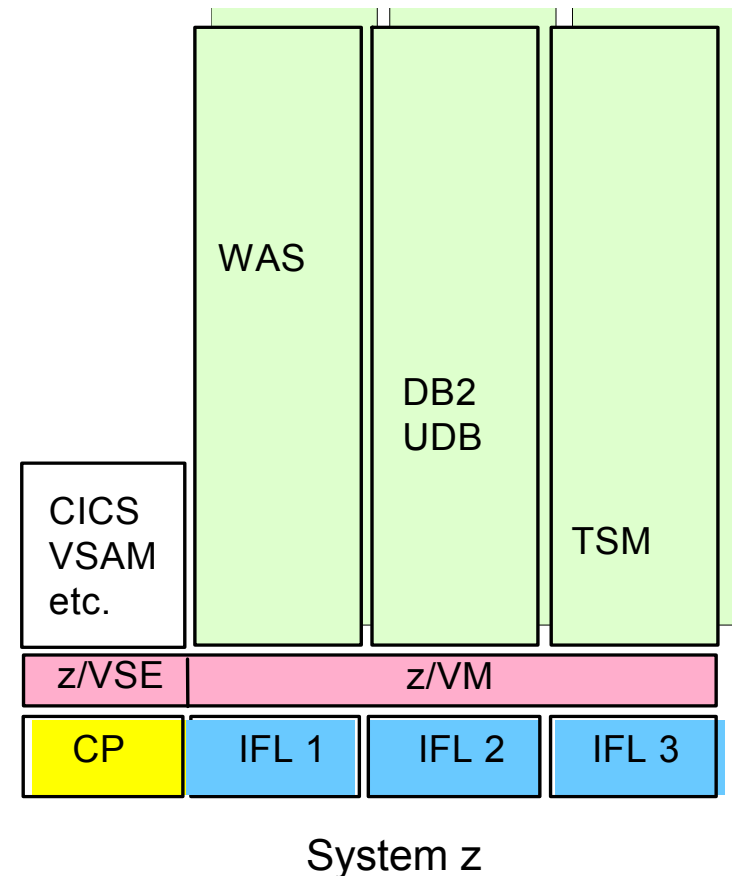 WAS
DB2
UDB
TSM
CICS
VSAM
etc.
z/VSE
z/VM
CP
IFL 1
IFL 2
IFL 3
System z